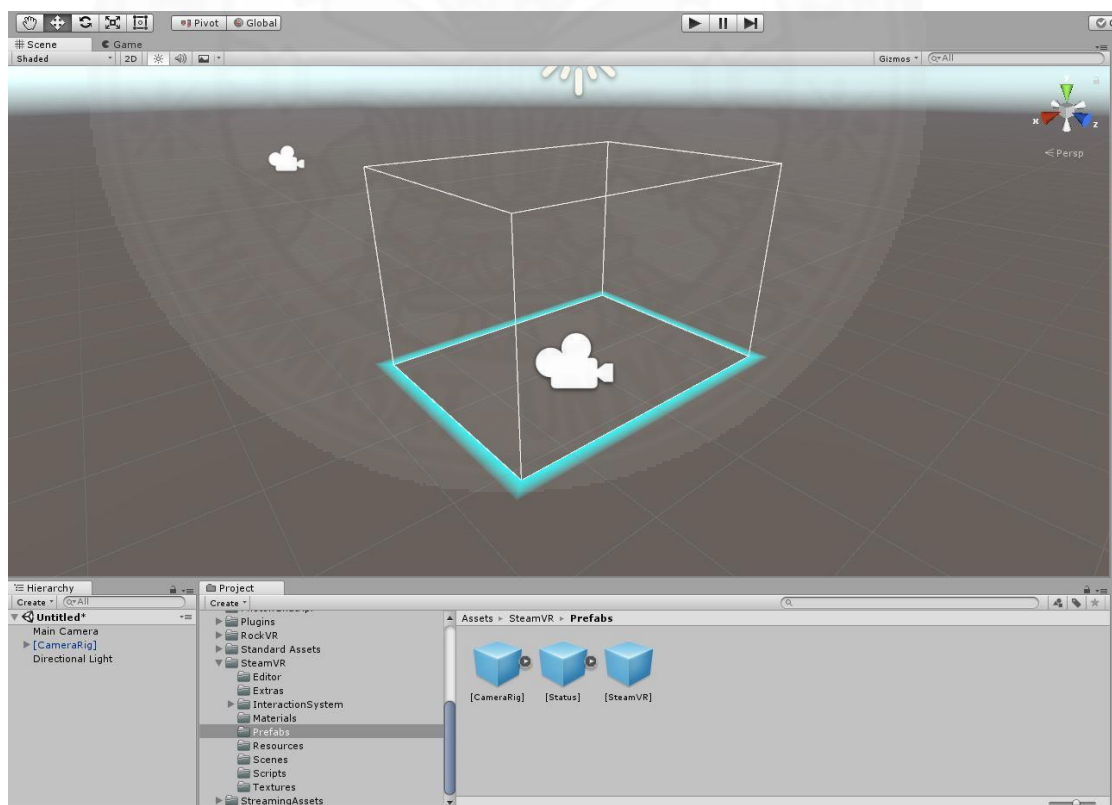 Pivot Global
Scene Game
Shaded 2D Gizmos All
y
x z
Persp
Hierarchy Project
Create All Create
Untitled*
Main Camera
[CameraRig]
Directional Light
Plugins
RockVR
Standard Assets
SteamVR
Editor
Extras
InteractionSystem
Materials
Prefabs
Resources
Scenes
Scripts
Textures
StreamingAssets
Assets SteamVR Prefabs
[CameraRig] [Status] [SteamVR]